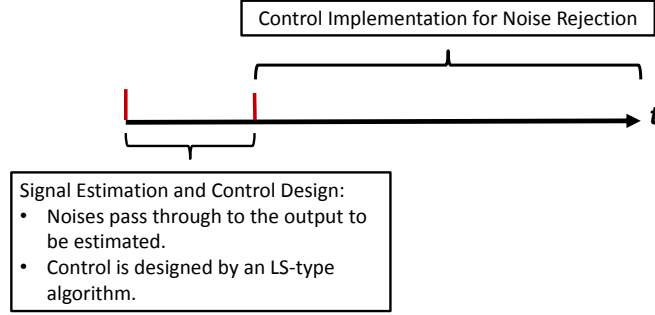 Control Implementation for Noise Rejection
t
Signal Estimation and Control Design:
• Noises pass through to the output to
be estimated.
• Control is designed by an LS-type
algorithm.